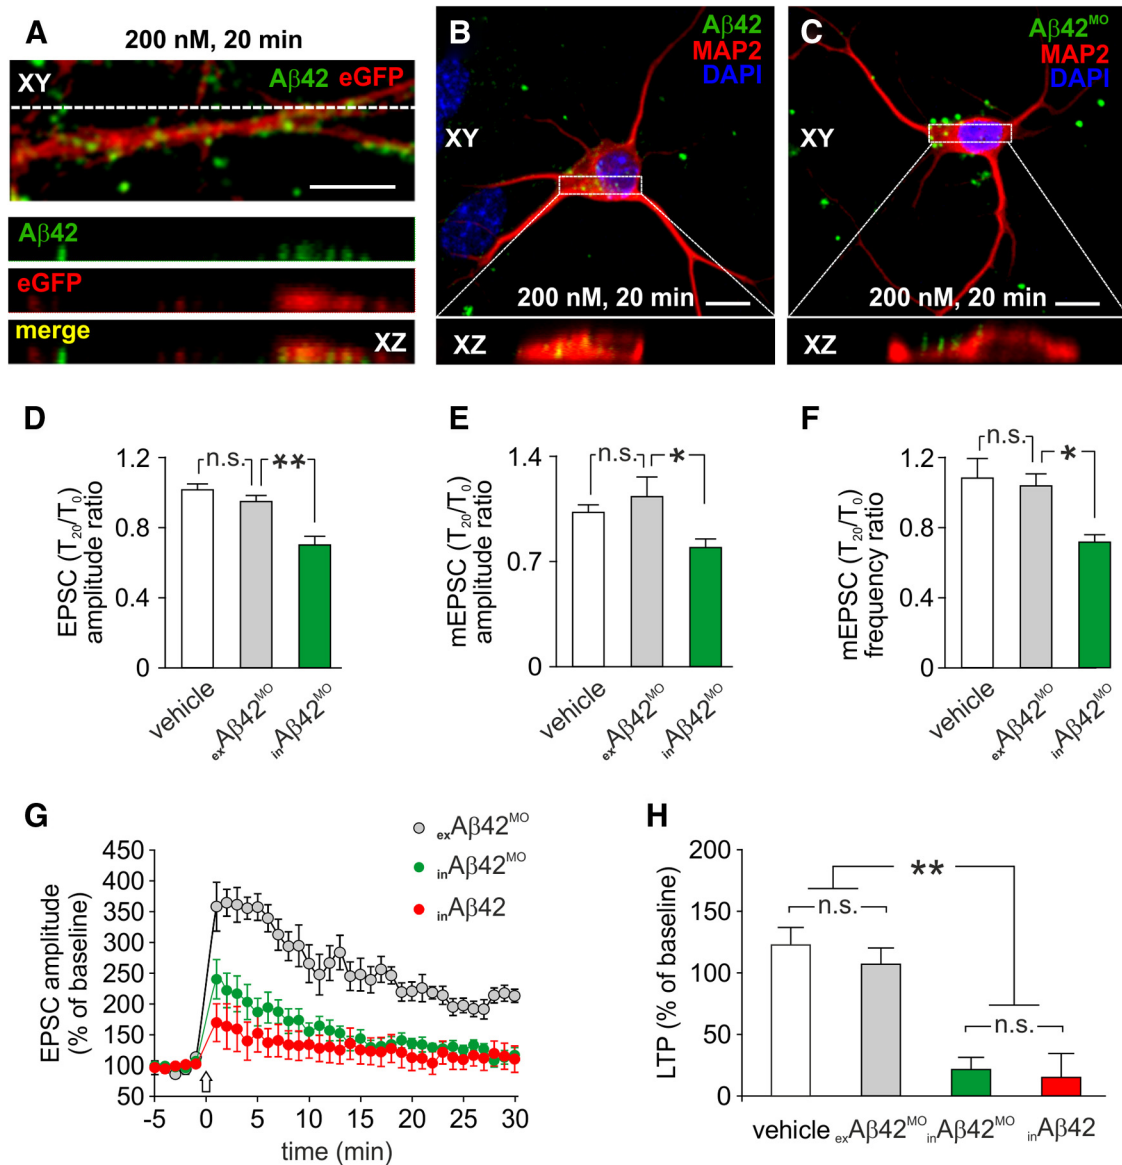 A
200 nM, 20 min
XY
Aβ42 eGFP
Aβ42
eGFP
merge
XZ
B
Aβ42
MAP2
DAPI
XY
200 nM, 20 min
XZ
C
Aβ42MO
MAP2
DAPI
XY
200 nM, 20 min
XZ
D
EPSC (T20/T0)
amplitude ratio
1.2
0.8
0.4
0
n.s.
**
vehicle
exAβ42MO
inAβ42MO
E
mEPSC (T20/T0)
amplitude ratio
1.4
0.7
0
n.s.
*
vehicle
exAβ42MO
inAβ42MO
F
mEPSC (T20/T0)
frequency ratio
1.2
0.8
0.4
0
n.s.
*
vehicle
exAβ42MO
inAβ42MO
G
exAβ42MO
inAβ42MO
inAβ42
EPSC amplitude
(% of baseline)
450
400
350
300
250
200
150
100
50
-5 0 5 10 15 20 25 30
time (min)
H
LTP (% of baseline)
200
150
100
50
0
**
n.s.
n.s.
vehicle exAβ42MO inAβ42MO inAβ42